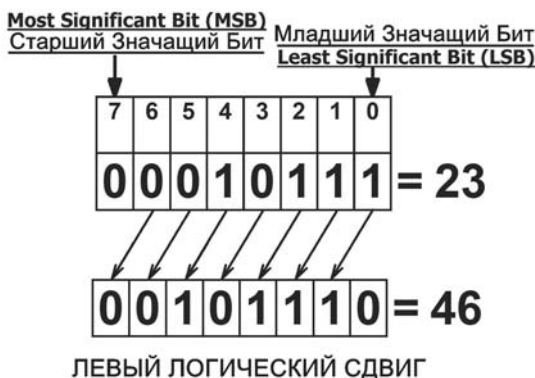 Most Significant Bit (MSB)
Старший Значащий Бит
Младший Значащий Бит
Least Significant Bit (LSB)
7 6 5 4 3 2 1 0
0 0 0 1 0 1 1 1 = 23
0 0 1 0 1 1 1 0 = 46
ЛЕВЫЙ ЛОГИЧЕСКИЙ СДВИГ